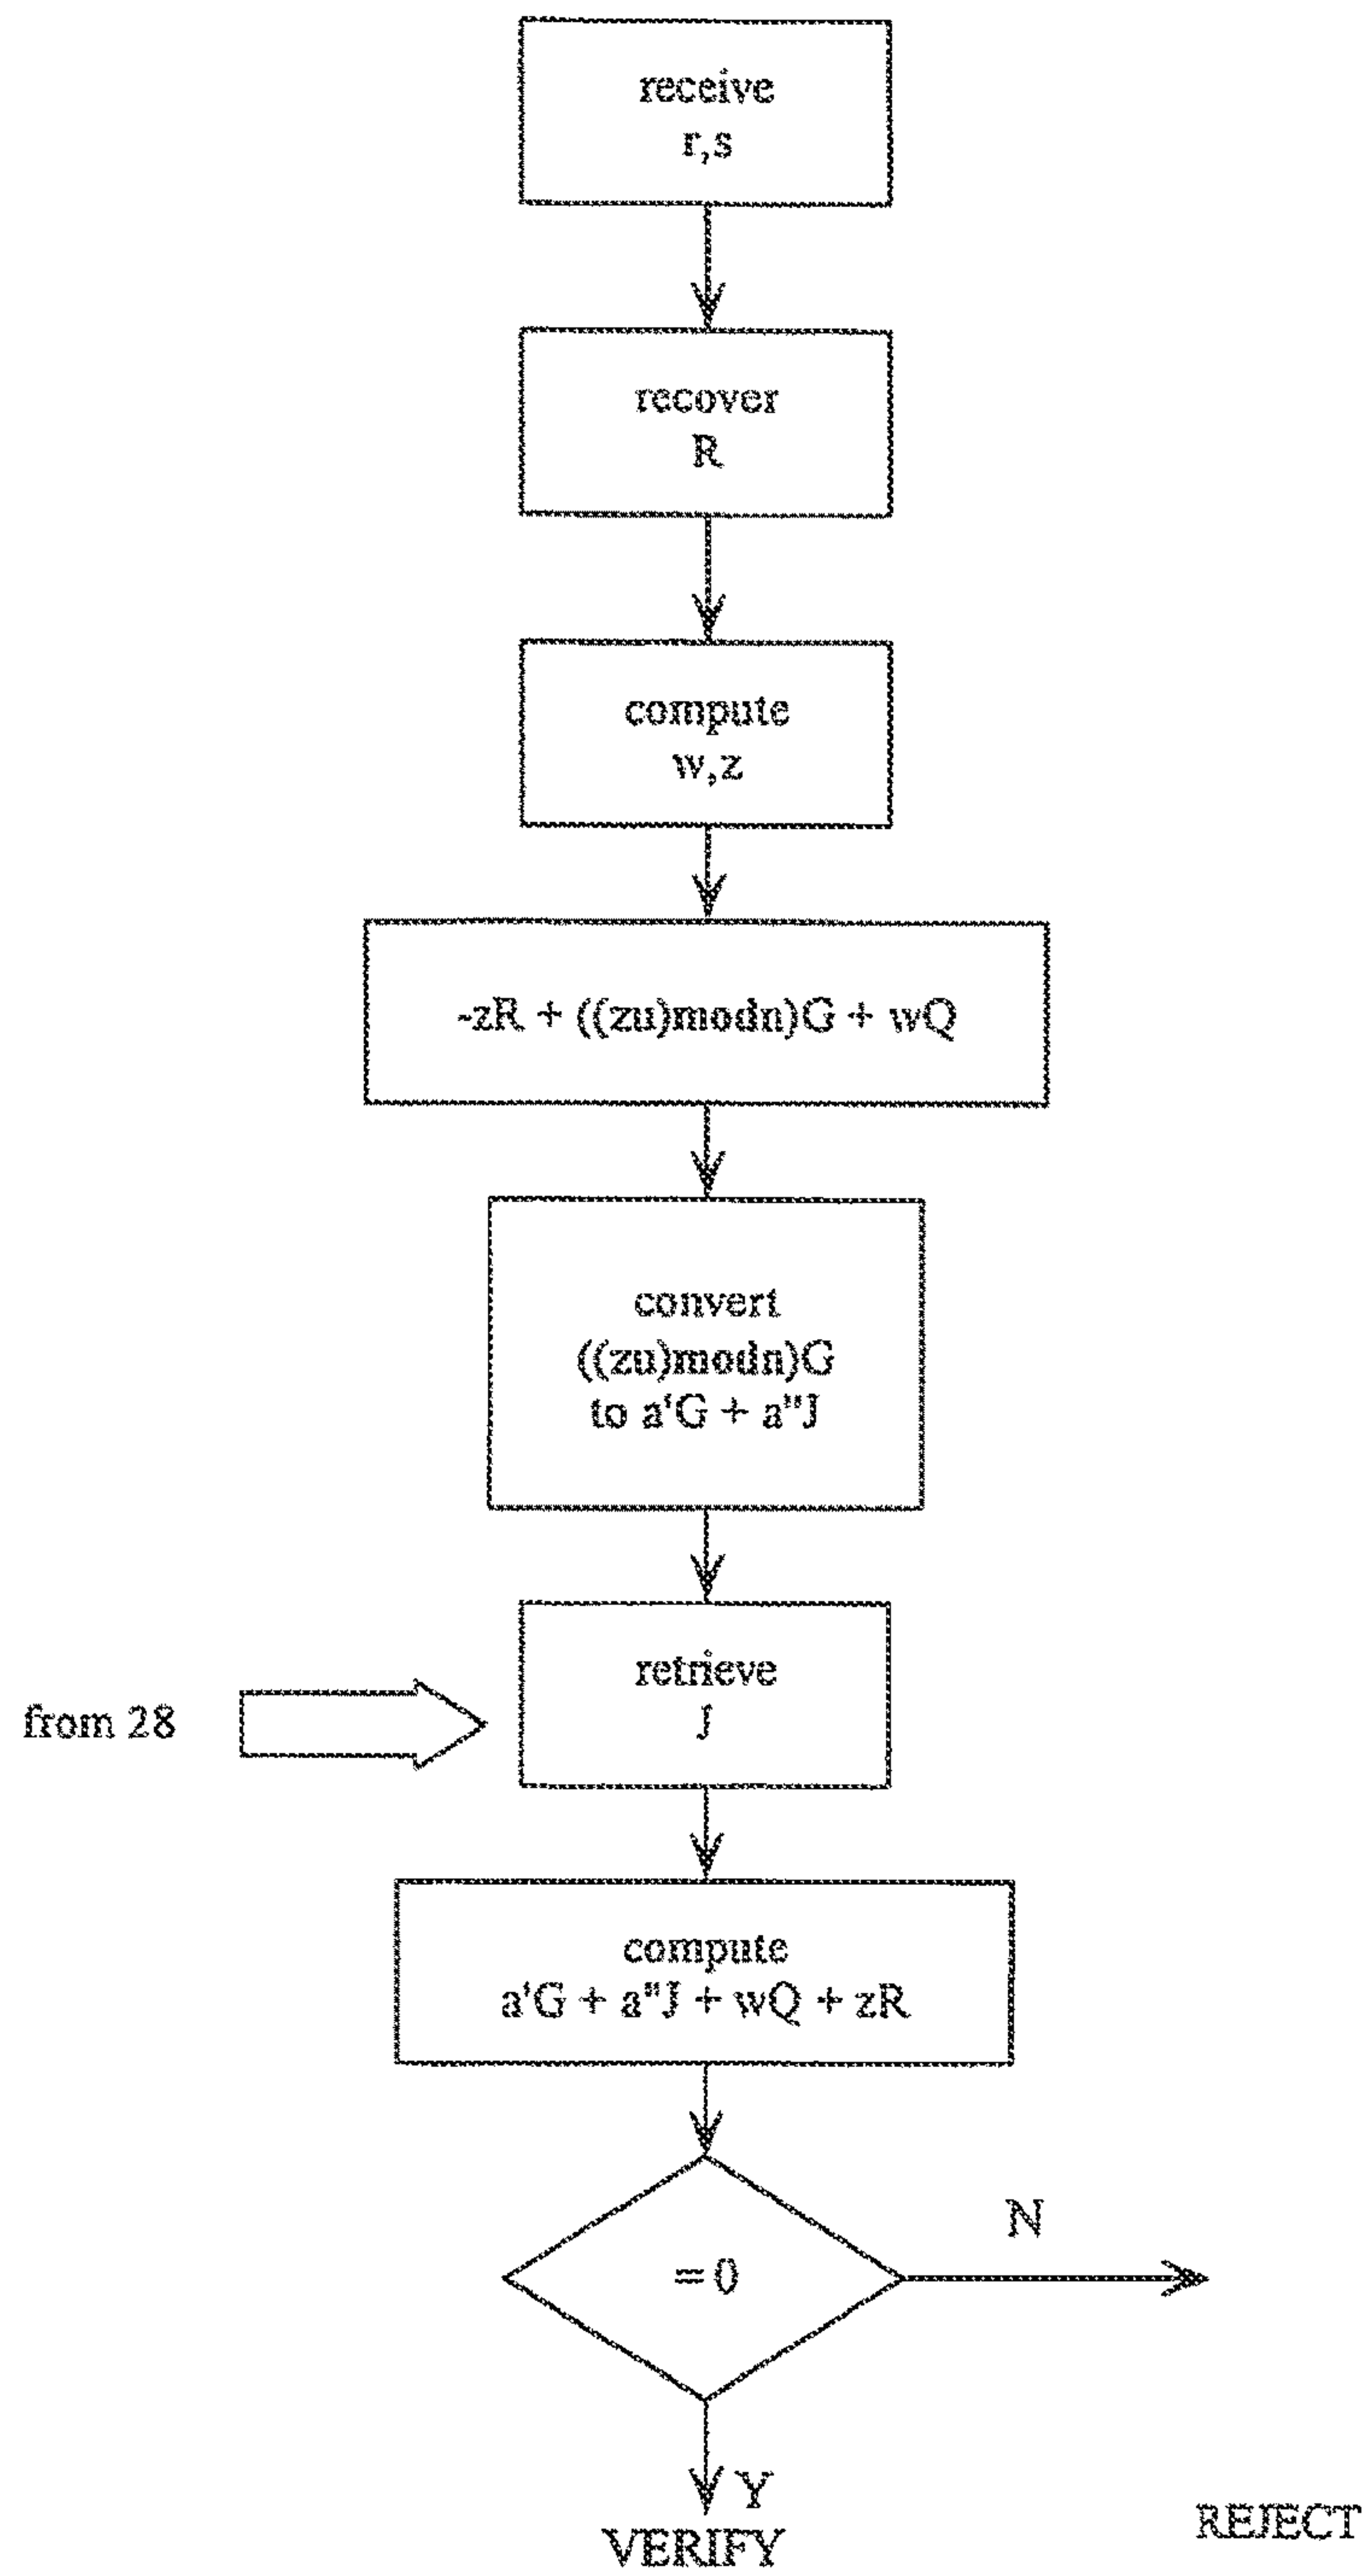 receive
r,s
recover
R
compute
w,z
-zR + ((zu)modn)G + wQ
convert
((zu)modn)G
to a'G + a"J
retrieve
J
from 28
compute
a'G + a"J + wQ + zR
= 0
N
Y
VERIFY
REJECT